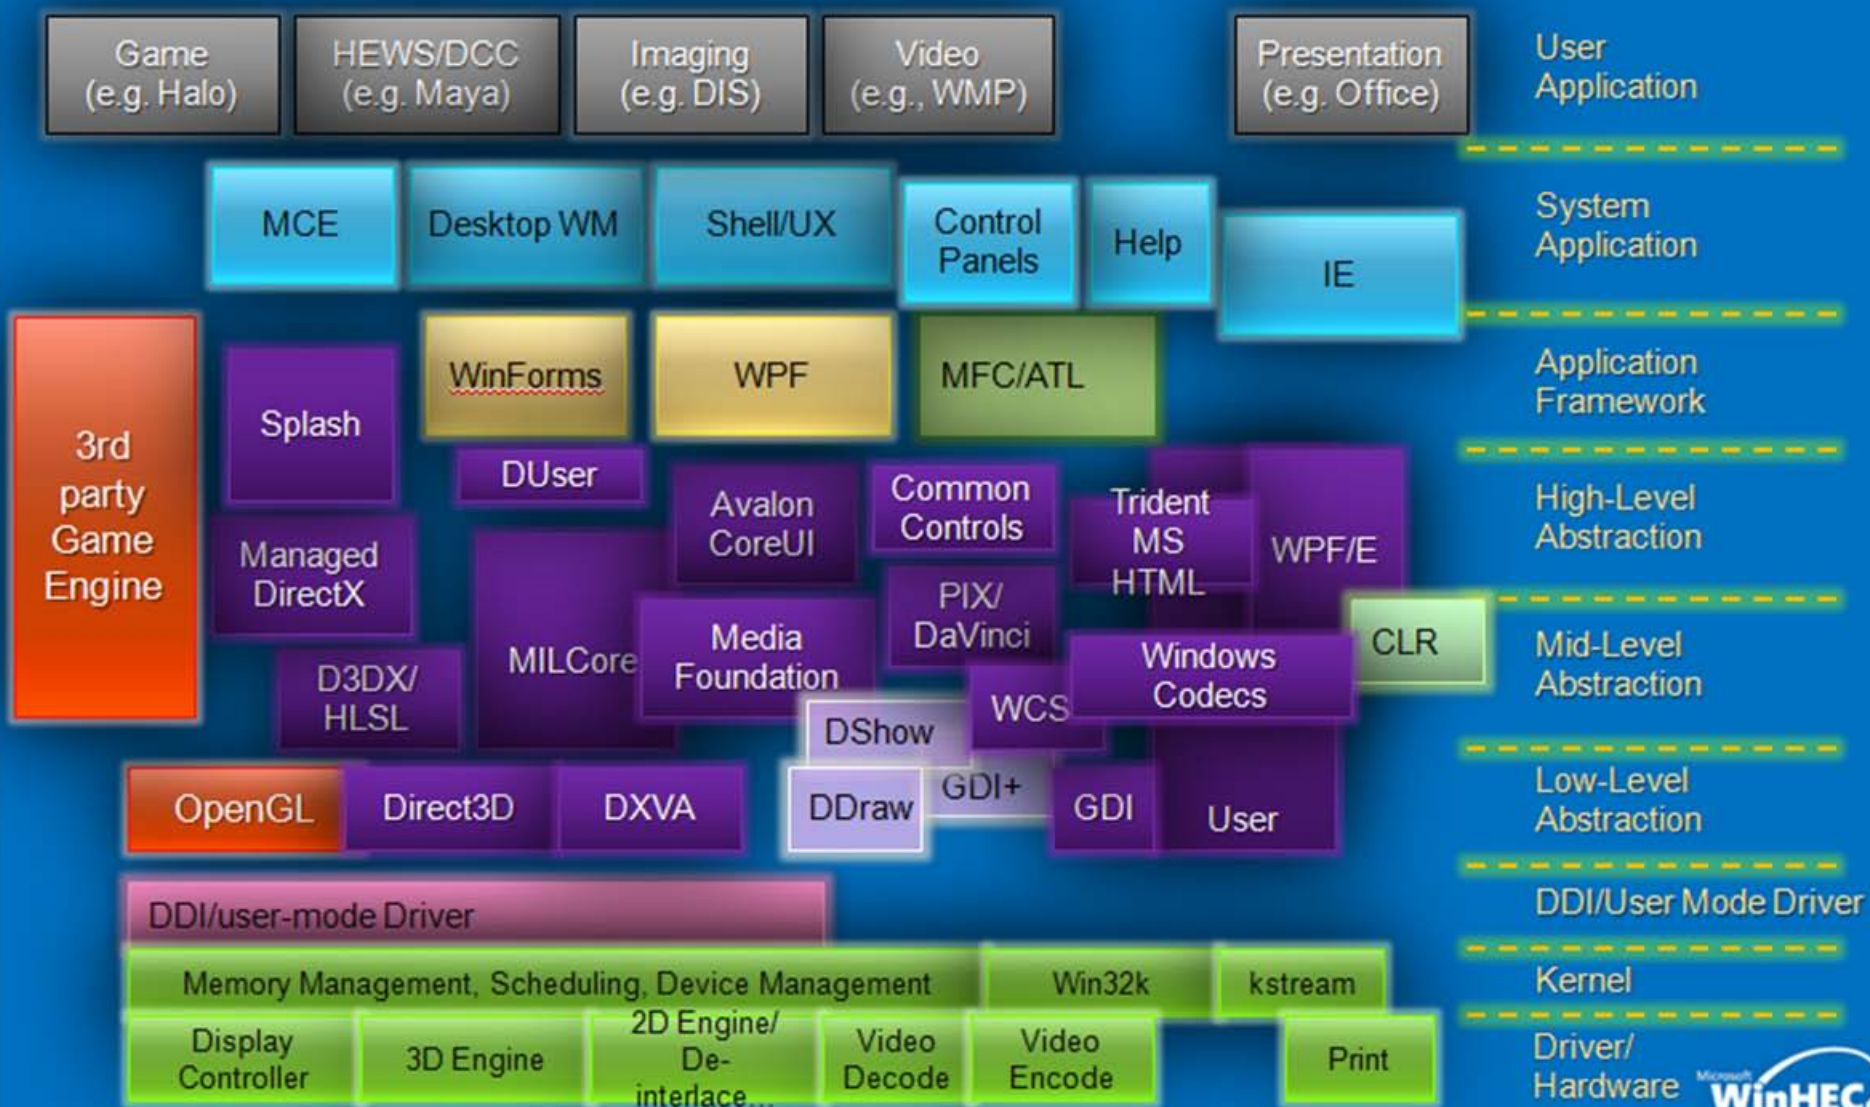 Game
(e.g. Halo)
HEWS/DCC
(e.g. Maya)
Imaging
(e.g. DIS)
Video
(e.g., WMP)
Presentation
(e.g. Office)
User
Application
MCE
Desktop WM
Shell/UX
Control
Panels
Help
IE
System
Application
3rd
party
Game
Engine
Splash
WinForms
WPF
MFC/ATL
Application
Framework
DUser
Avalon
CoreUI
Common
Controls
Trident
MS
HTML
WPF/E
High-Level
Abstraction
Managed
DirectX
MILCore
Media
Foundation
PIX/
DaVinci
Windows
Codecs
CLR
Mid-Level
Abstraction
D3DX/
HLSL
DShow
WCS
OpenGL
Direct3D
DXVA
DDraw
GDI+
GDI
User
Low-Level
Abstraction
DDI/user-mode Driver
DDI/User Mode Driver
Memory Management, Scheduling, Device Management
Win32k
kstream
Kernel
Display
Controller
3D Engine
2D Engine/
De-
interlace...
Video
Decode
Video
Encode
Print
Driver/
Hardware
Microsoft
WinHEC